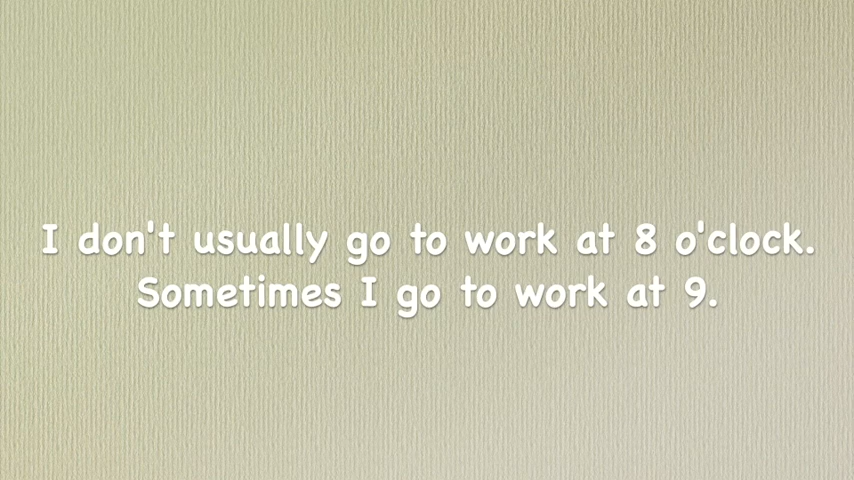 I don't usually go to work at 8 o'clock.
Sometimes I go to work at 9.